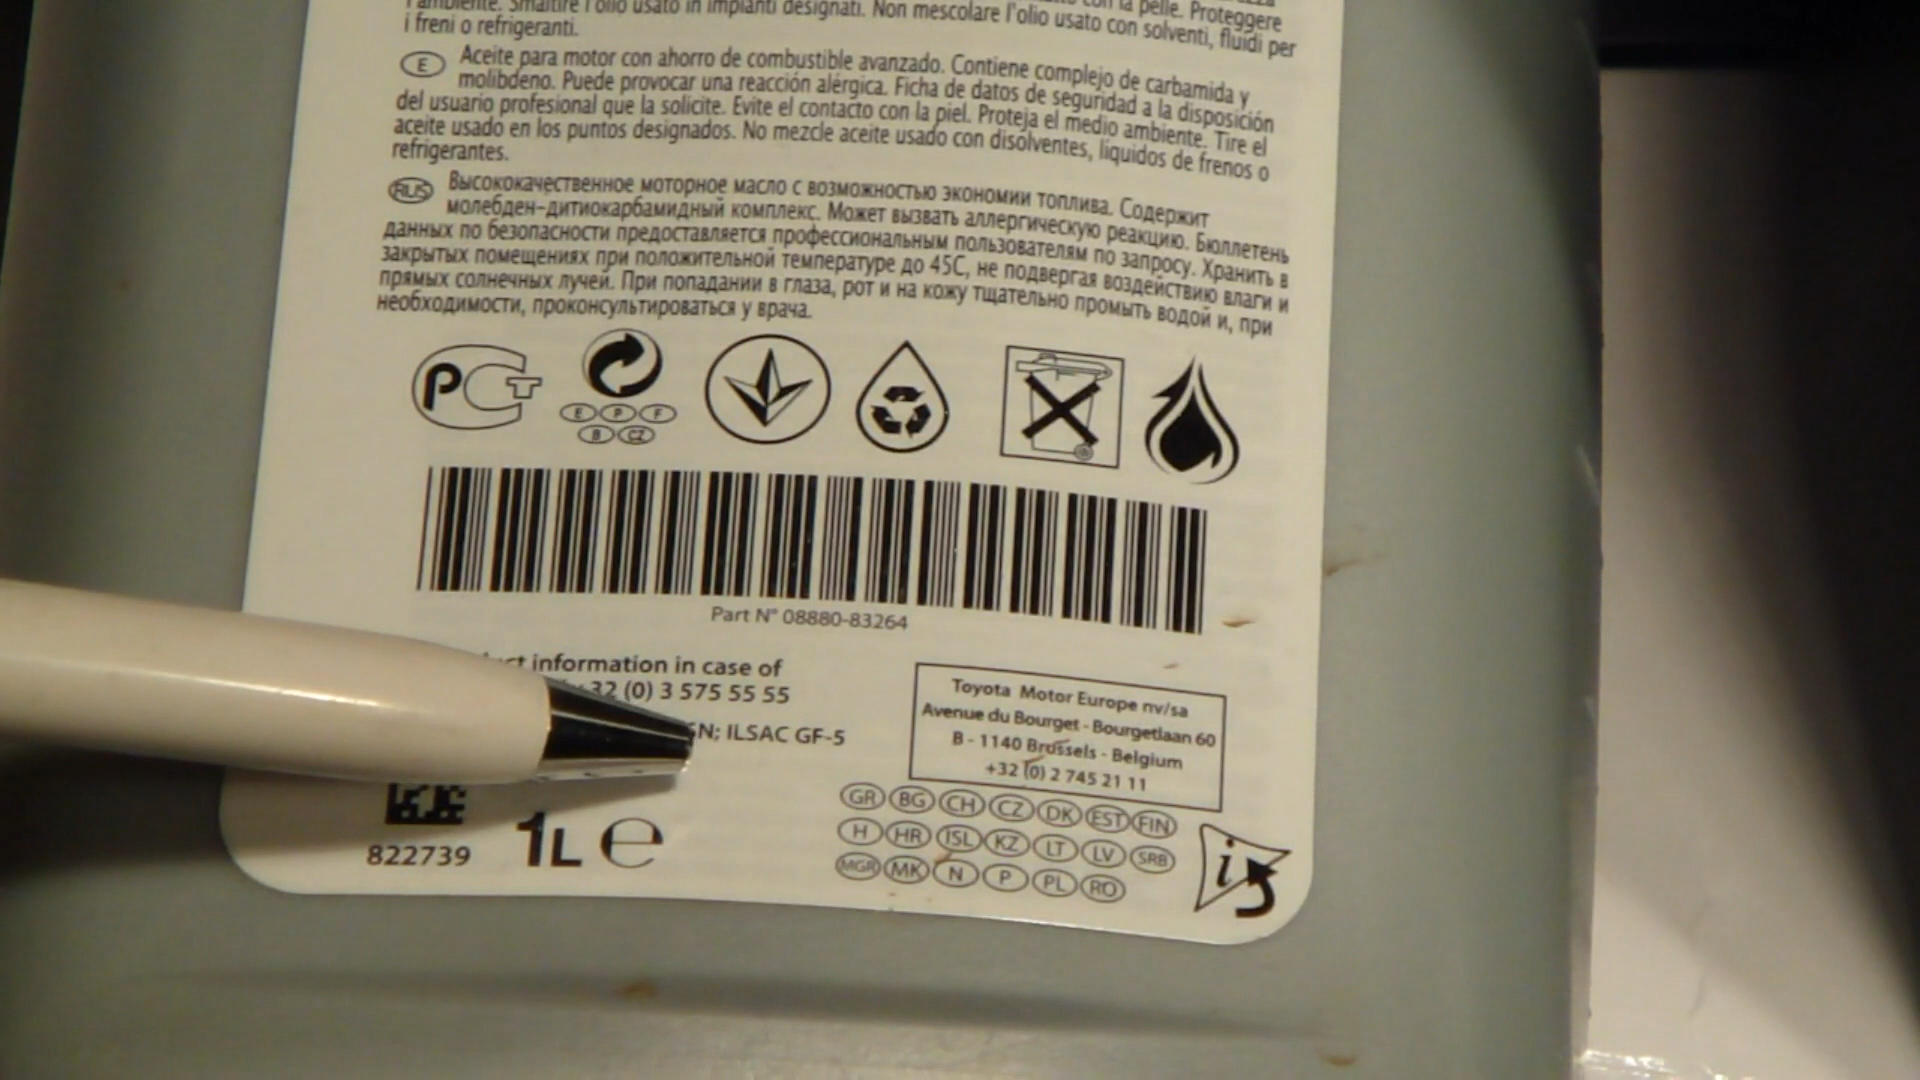 l'ambiente. Smaltire l'olio usato in impianti designati. Non mescolare l'olio usato con solventi, fluidi per
con la pelle. Proteggere
i freni o refrigeranti.
E Aceite para motor con ahorro de combustible avanzado. Contiene complejo de carbamida y
molibdeno. Puede provocar una reacción alérgica. Ficha de datos de seguridad a la disposición
del usuario profesional que la solicite. Evite el contacto con la piel. Proteja el medio ambiente. Tire el
aceite usado en los puntos designados. No mezcle aceite usado con disolventes, líquidos de frenos o
refrigerantes.
RUS Высококачественное моторное масло с возможностью экономии топлива. Содержит
молебден-дитиокарбамидный комплекс. Может вызвать аллергическую реакцию. Бюллетень
данных по безопасности предоставляется профессиональным пользователям по запросу. Хранить в
закрытых помещениях при положительной температуре до 45С, не подвергая воздействию влаги и
прямых солнечных лучей. При попадании в глаза, рот и на кожу тщательно промыть водой и, при
необходимости, проконсультироваться у врача.
РСТ
E P F
B CZ
Part N° 08880-83264
information in case of
32 (0) 3 575 55 55
SN; ILSAC GF-5
822739
1L e
Toyota Motor Europe nv/sa
Avenue du Bourget - Bourgetlaan 60
B - 1140 Brussels - Belgium
+32 (0) 2 745 21 11
GR BG CH CZ DK EST FIN
H HR ISL KZ LT LV SRB
MGR MK N P PL RO
i